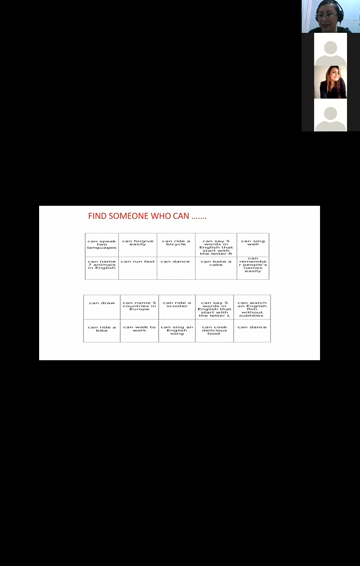 FIND SOMEONE WHO CAN .......
can speak two languages
can forgive easily
can ride a bicycle
can say 5 words in English that start with the letter R
can sing well
can name 7 animals in English
can run fast
can dance
can bake a cake
can remember people's names easily
can draw
can name 5 countries in Europe
can ride a scooter
can say 5 words in English that start with the letter L
can watch an English film without subtitles
can ride a bike
can walk to work
can sing an English song
can cook delicious food
can dance